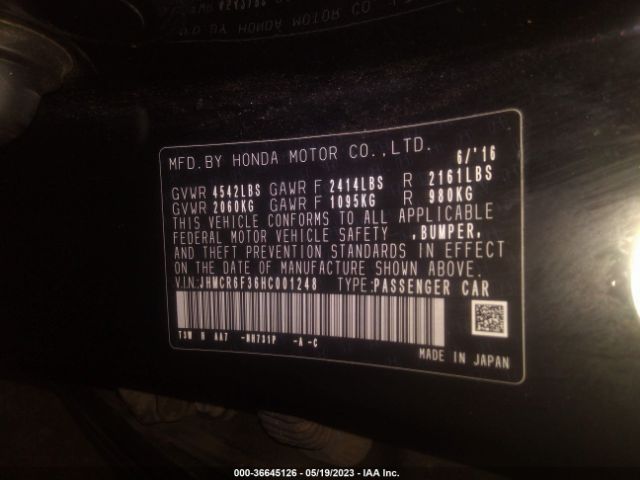 MFD.BY HONDA MOTOR CO.,LTD. 6/'16
GVWR 4542LBS GAWR F 2414LBS R 2161LBS
GVWR 2060KG GAWR F 1095KG R 980KG
THIS VEHICLE CONFORMS TO ALL APPLICABLE
FEDERAL MOTOR VEHICLE SAFETY ,BUMPER,
AND THEFT PREVENTION STANDARDS IN EFFECT
ON THE DATE OF MANUFACTURE SHOWN ABOVE.
VIN:JHMCR6F36HC001248 TYPE:PASSENGER CAR
AA7 -NH731P -A -C
MADE IN JAPAN
000-36645126 - 05/19/2023 - IAA Inc.